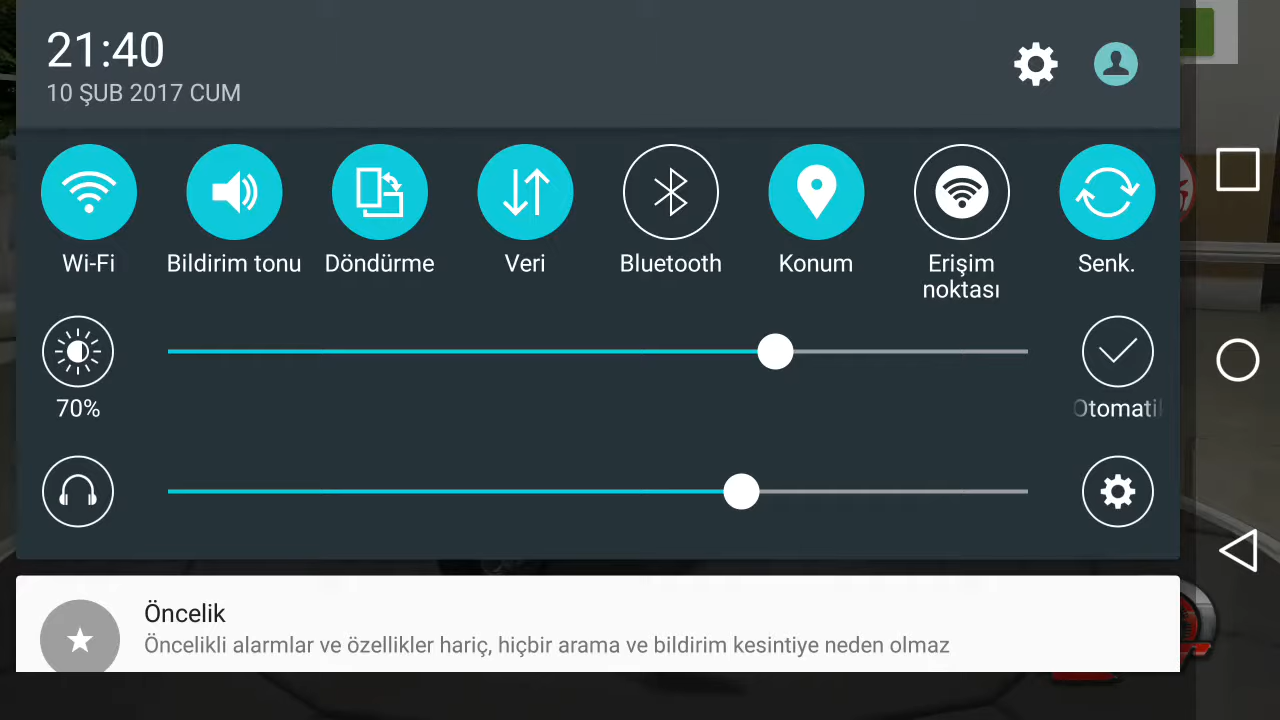 21:40
10 ŞUB 2017 CUM
Wi-Fi
Bildirim tonu
Döndürme
Veri
Bluetooth
Konum
Erişim
noktası
Senk.
70%
Otomatik
Öncelik
Öncelikli alarmlar ve özellikler hariç, hiçbir arama ve bildirim kesintiye neden olmaz